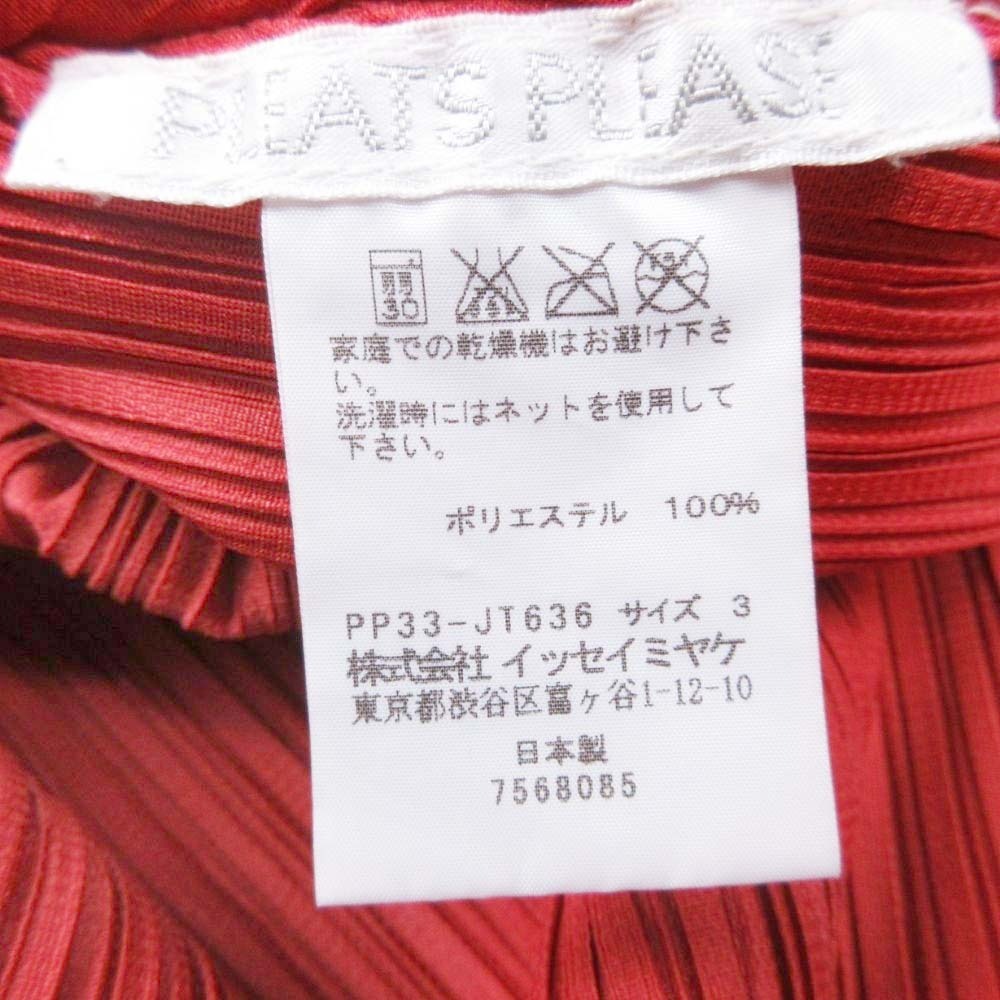 PLEATS PLEASE
弱
30
家庭での乾燥機はお避け下さ
い。
洗濯時にはネットを使用して
下さい。
ポリエステル 100%
PP33-JT636 サイズ 3
株式会社 イッセイミヤケ
東京都渋谷区富ヶ谷1-12-10
日本製
7568085